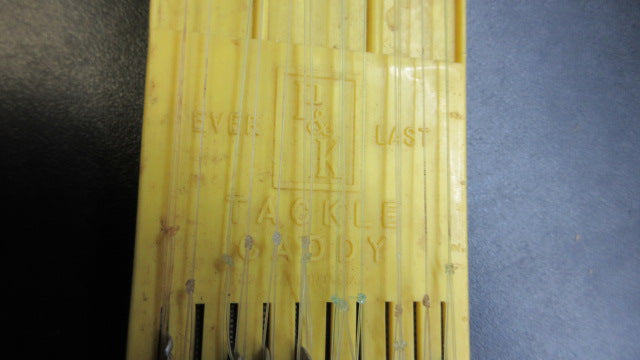 H
&
EVER LAST
K
TACKLE
CADDY